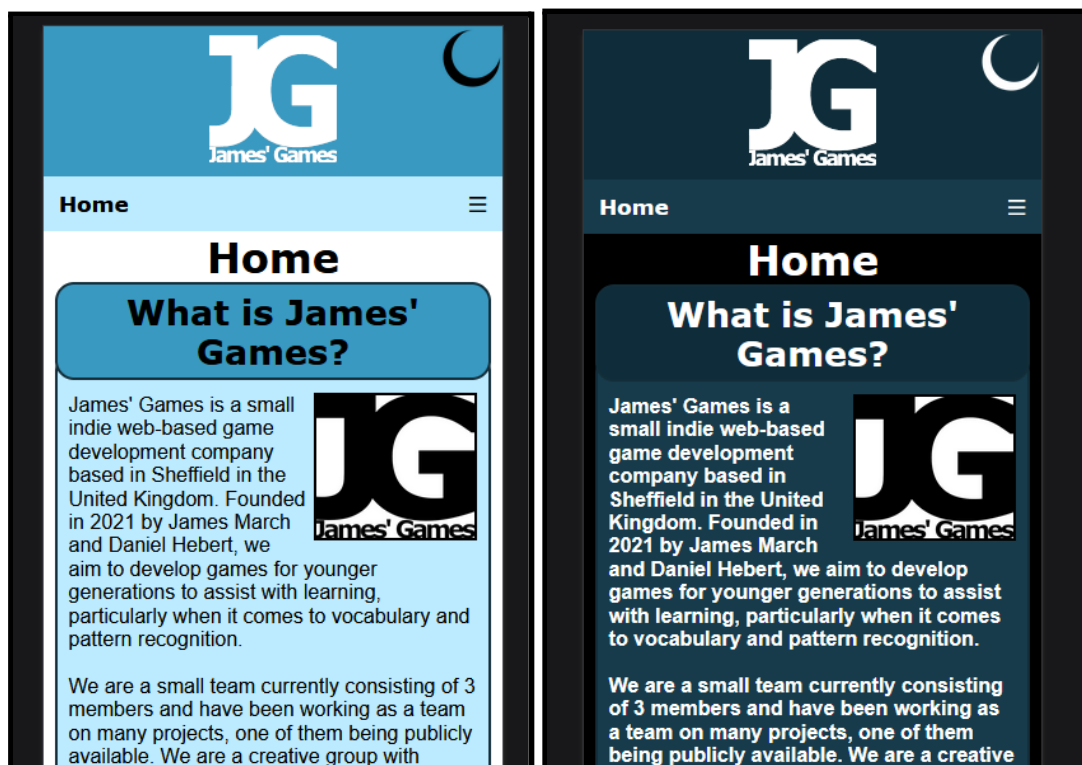 JG
James' Games
Home ☰
Home
What is James'
Games?
James' Games is a small
indie web-based game
development company
based in Sheffield in the
United Kingdom. Founded
in 2021 by James March
and Daniel Hebert, we
aim to develop games for younger
generations to assist with learning,
particularly when it comes to vocabulary and
pattern recognition.
JG
James' Games
We are a small team currently consisting of 3
members and have been working as a team
on many projects, one of them being publicly
available. We are a creative group with
JG
James' Games
Home ☰
Home
What is James'
Games?
James' Games is a
small indie web-based
game development
company based in
Sheffield in the United
Kingdom. Founded in
2021 by James March
and Daniel Hebert, we aim to develop
games for younger generations to assist
with learning, particularly when it comes
to vocabulary and pattern recognition.
JG
James' Games
We are a small team currently consisting
of 3 members and have been working as
a team on many projects, one of them
being publicly available. We are a creative